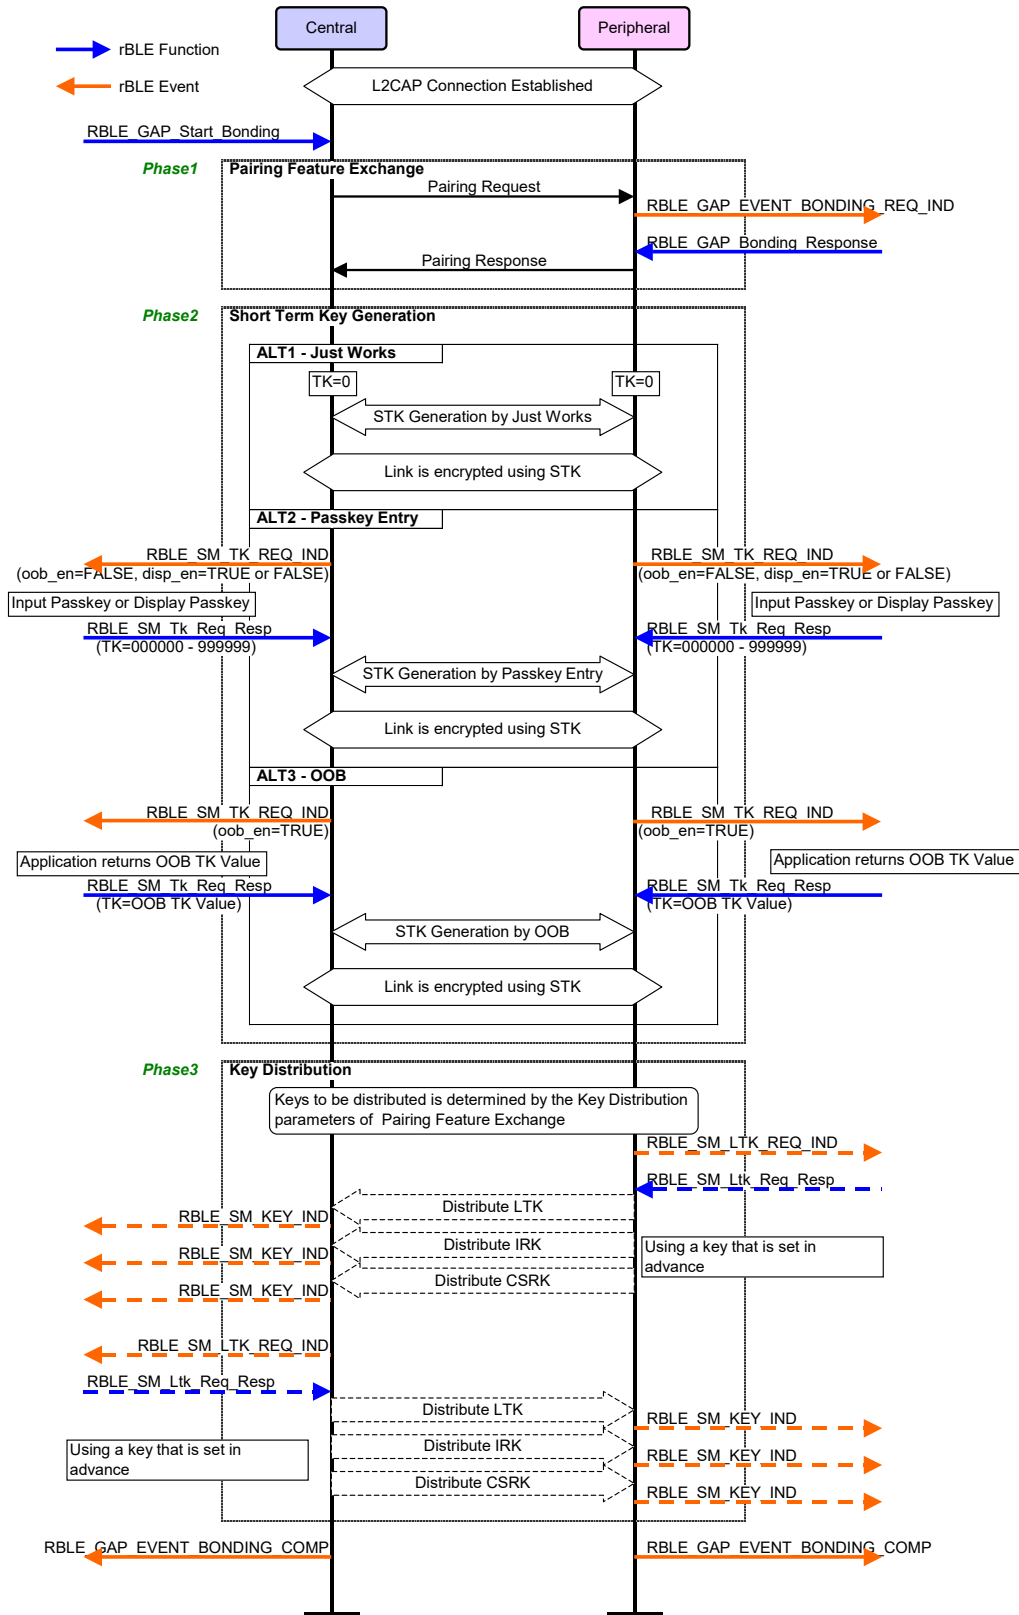 Central
Peripheral
rBLE Function
rBLE Event
L2CAP Connection Established
RBLE_GAP_Start_Bonding
Phase1
Pairing Feature Exchange
Pairing Request
RBLE_GAP_EVENT_BONDING_REQ_IND
RBLE_GAP_Bonding_Response
Pairing Response
Phase2
Short Term Key Generation
ALT1 - Just Works
TK=0
TK=0
STK Generation by Just Works
Link is encrypted using STK
ALT2 - Passkey Entry
RBLE_SM_TK_REQ_IND
(oob_en=FALSE, disp_en=TRUE or FALSE)
RBLE_SM_TK_REQ_IND
(oob_en=FALSE, disp_en=TRUE or FALSE)
Input Passkey or Display Passkey
Input Passkey or Display Passkey
RBLE_SM_Tk_Req_Resp
(TK=000000 - 999999)
RBLE_SM_Tk_Req_Resp
(TK=000000 - 999999)
STK Generation by Passkey Entry
Link is encrypted using STK
ALT3 - OOB
RBLE_SM_TK_REQ_IND
(oob_en=TRUE)
RBLE_SM_TK_REQ_IND
(oob_en=TRUE)
Application returns OOB TK Value
Application returns OOB TK Value
RBLE_SM_Tk_Req_Resp
(TK=OOB TK Value)
RBLE_SM_Tk_Req_Resp
(TK=OOB TK Value)
STK Generation by OOB
Link is encrypted using STK
Phase3
Key Distribution
Keys to be distributed is determined by the Key Distribution
parameters of Pairing Feature Exchange
RBLE_SM_LTK_REQ_IND
RBLE_SM_Ltk_Req_Resp
Distribute LTK
RBLE_SM_KEY_IND
Distribute IRK
Using a key that is set in
advance
RBLE_SM_KEY_IND
Distribute CSRK
RBLE_SM_KEY_IND
RBLE_SM_LTK_REQ_IND
RBLE_SM_Ltk_Req_Resp
Distribute LTK
RBLE_SM_KEY_IND
Using a key that is set in
advance
Distribute IRK
RBLE_SM_KEY_IND
Distribute CSRK
RBLE_SM_KEY_IND
RBLE_GAP_EVENT_BONDING_COMP
RBLE_GAP_EVENT_BONDING_COMP